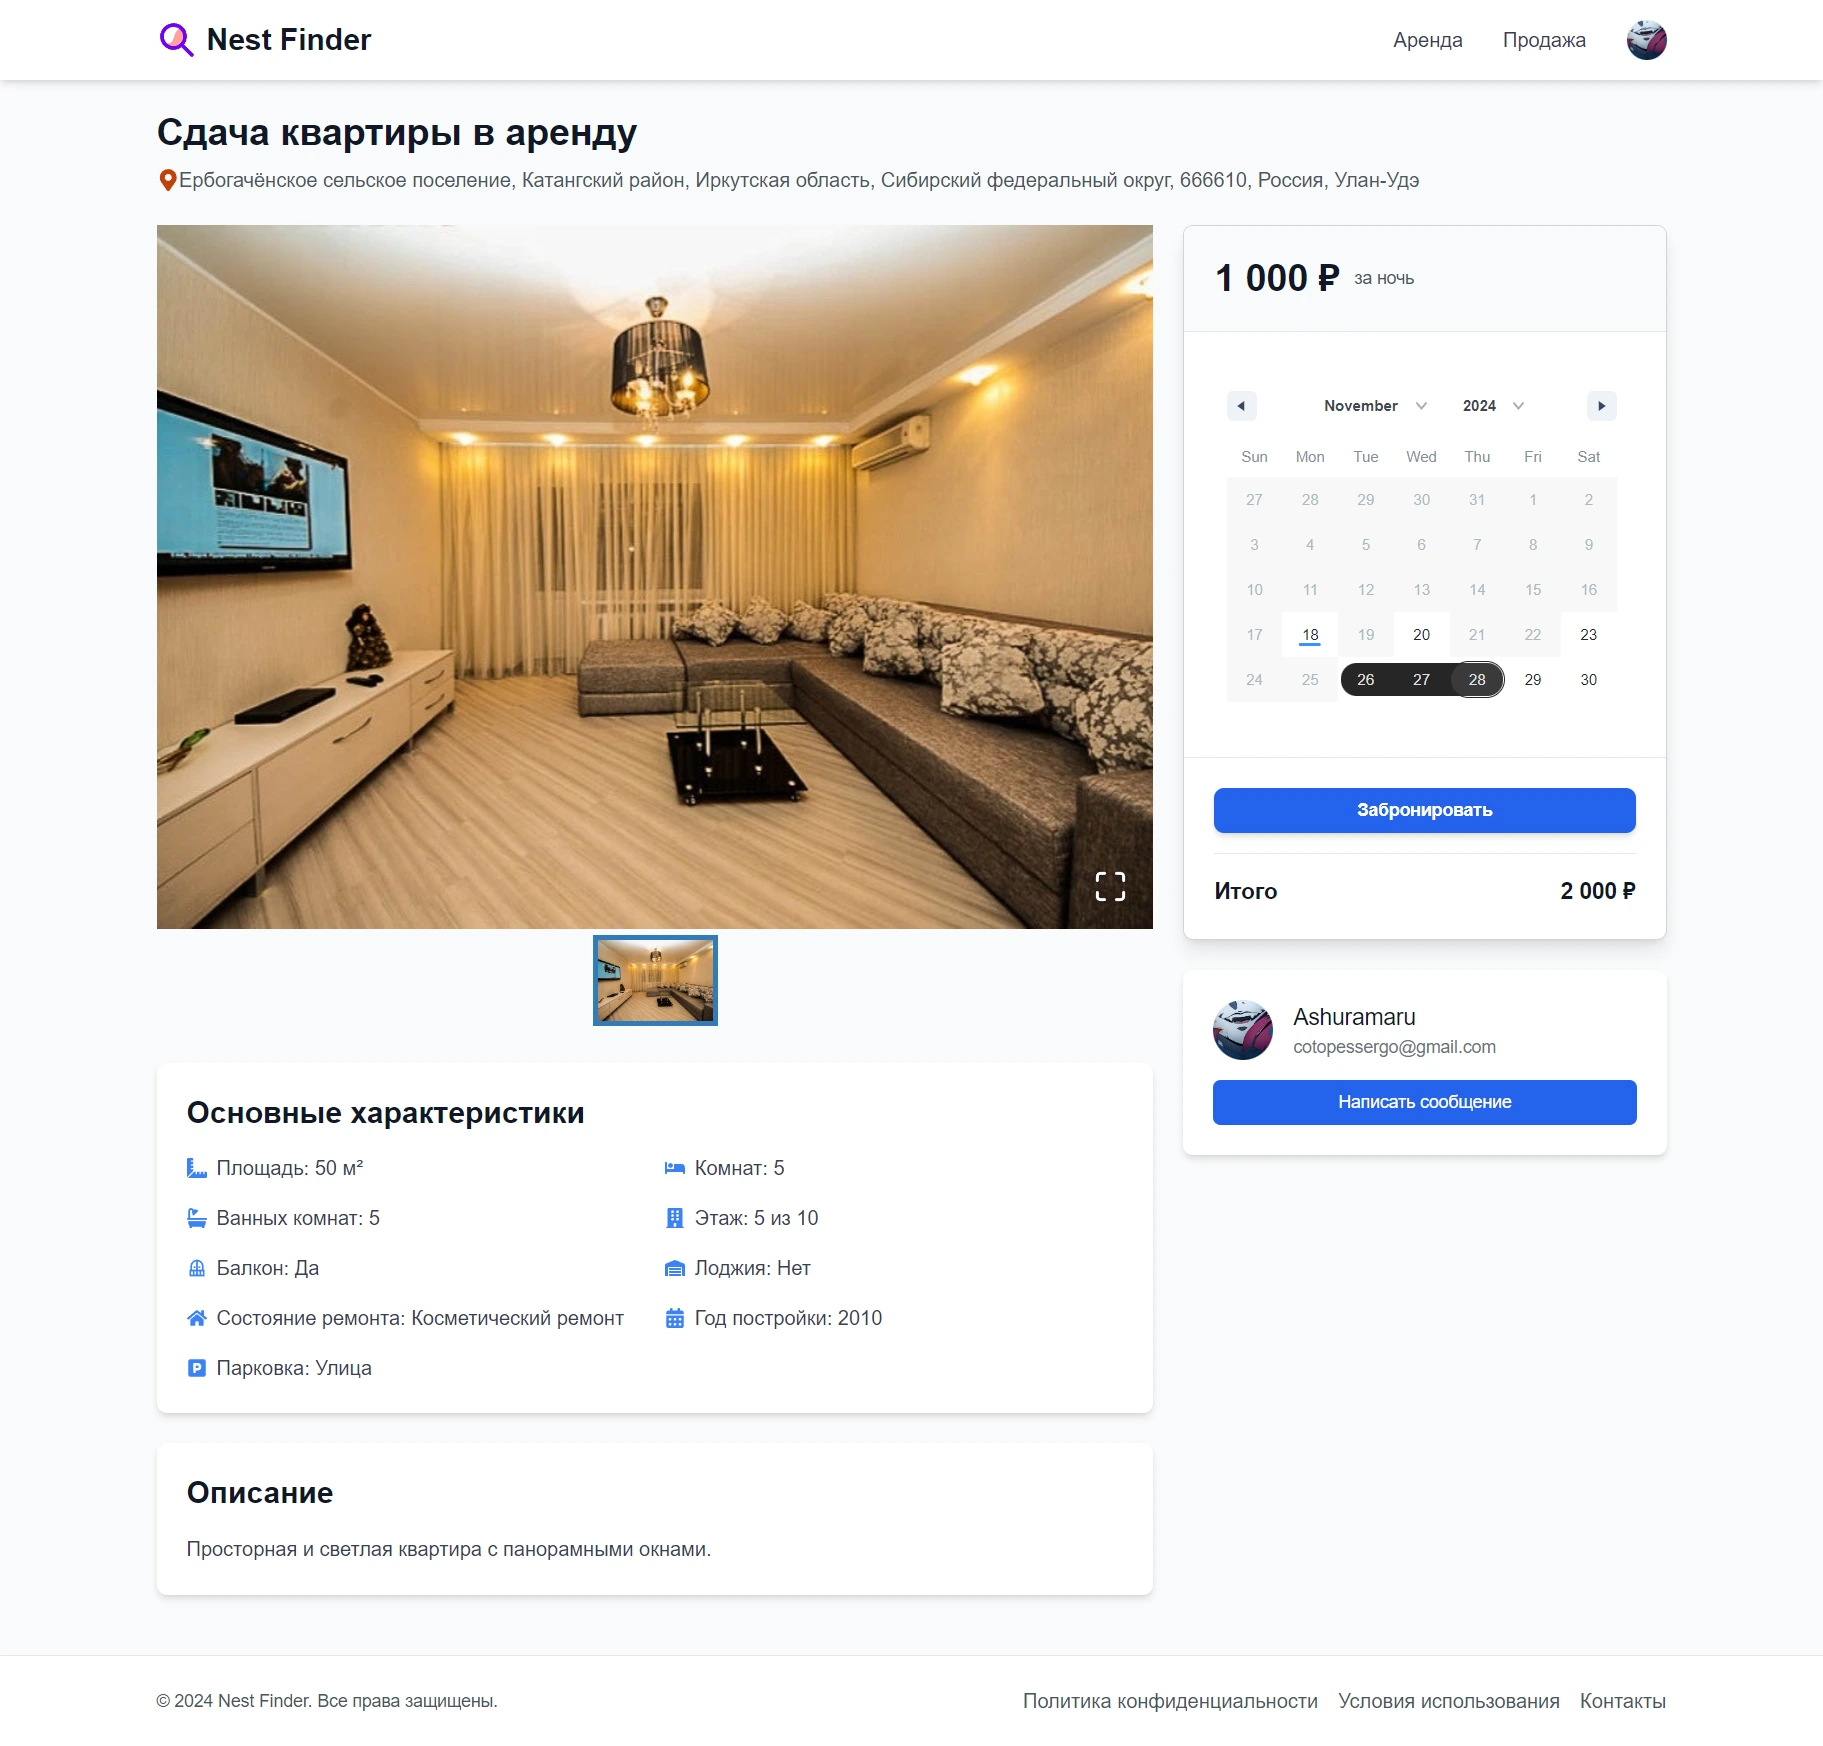 Nest Finder
Аренда
Продажа
Сдача квартиры в аренду
Ербогачёнское сельское поселение, Катангский район, Иркутская область, Сибирский федеральный округ, 666610, Россия, Улан-Удэ
1 000 ₽ за ночь
November 2024
Sun Mon Tue Wed Thu Fri Sat
27 28 29 30 31 1 2
3 4 5 6 7 8 9
10 11 12 13 14 15 16
17 18 19 20 21 22 23
24 25 26 27 28 29 30
Забронировать
Итого 2 000 ₽
Ashuramaru
cotopessergo@gmail.com
Написать сообщение
Основные характеристики
Площадь: 50 м²
Комнат: 5
Ванных комнат: 5
Этаж: 5 из 10
Балкон: Да
Лоджия: Нет
Состояние ремонта: Косметический ремонт
Год постройки: 2010
Парковка: Улица
Описание
Просторная и светлая квартира с панорамными окнами.
© 2024 Nest Finder. Все права защищены.
Политика конфиденциальности
Условия использования
Контакты